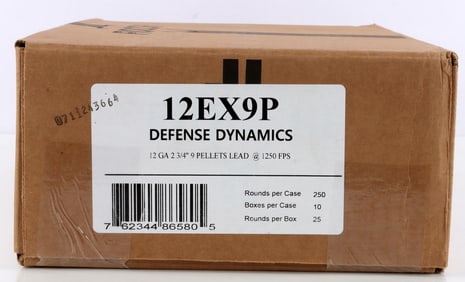 @711243664
12EX9P
DEFENSE DYNAMICS
12 GA 2 3/4" 9 PELLETS LEAD @ 1250 FPS
Rounds per Case 250
Boxes per Case 10
Rounds per Box 25
7 62344 86580 5